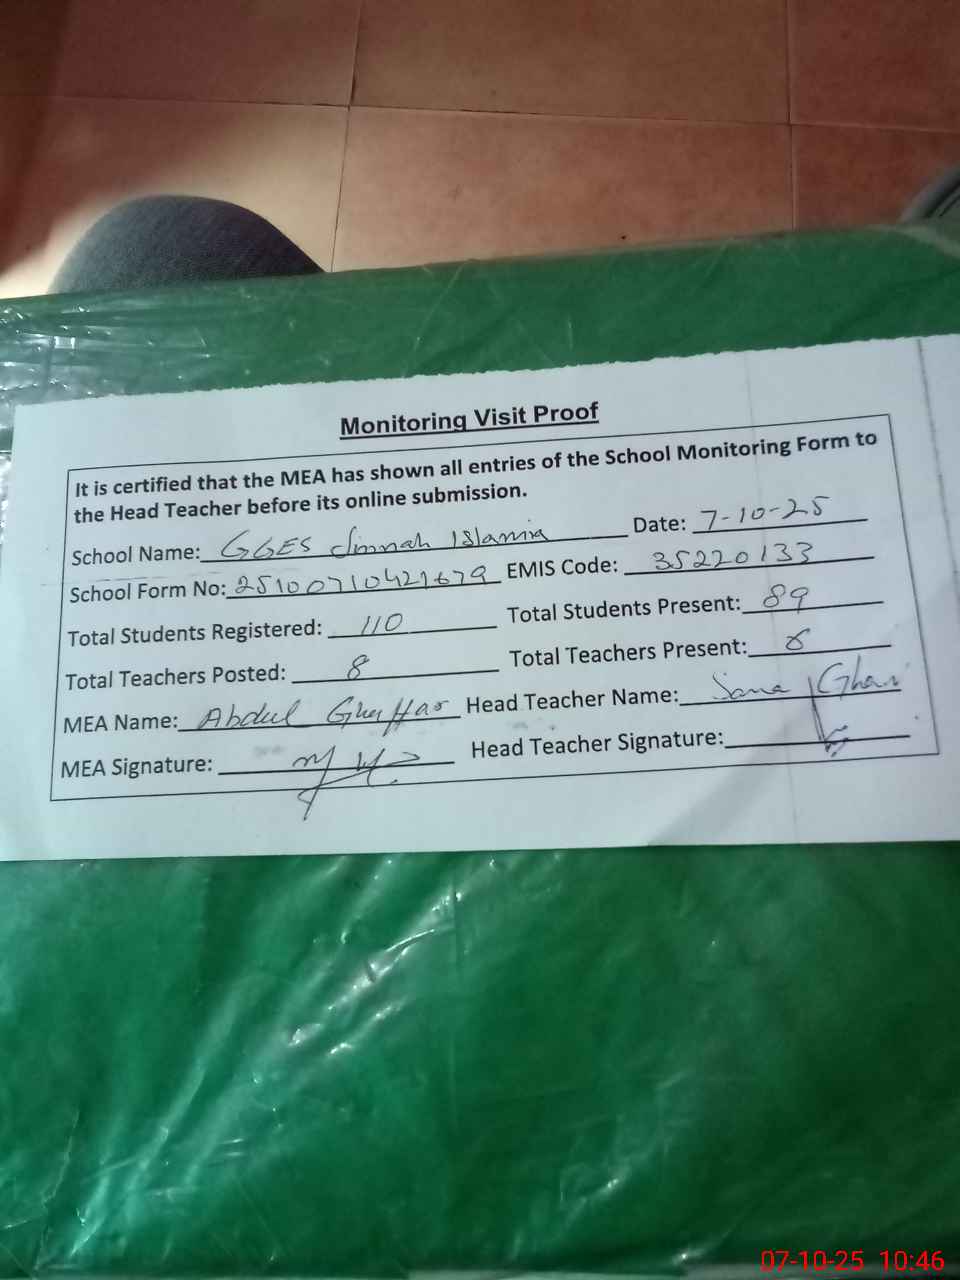 Monitoring Visit Proof
It is certified that the MEA has shown all entries of the School Monitoring Form to
the Head Teacher before its online submission.
School Name: GGES Jinnah Islamia Date: 7-10-25
School Form No: 25100710421679 EMIS Code: 35220133
Total Students Registered: 110 Total Students Present: 89
Total Teachers Posted: 8 Total Teachers Present:
MEA Name: Abdul Ghaffar Head Teacher Name: Sana Ghani
MEA Signature: Head Teacher Signature:
07-10-25 10:46